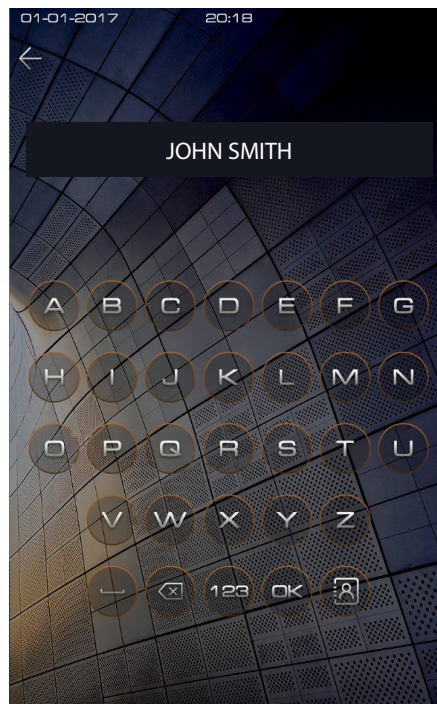 01-01-2017 20:18
JOHN SMITH
A B C D E F G
H I J K L M N
O P Q R S T U
V W X Y Z
123 OK